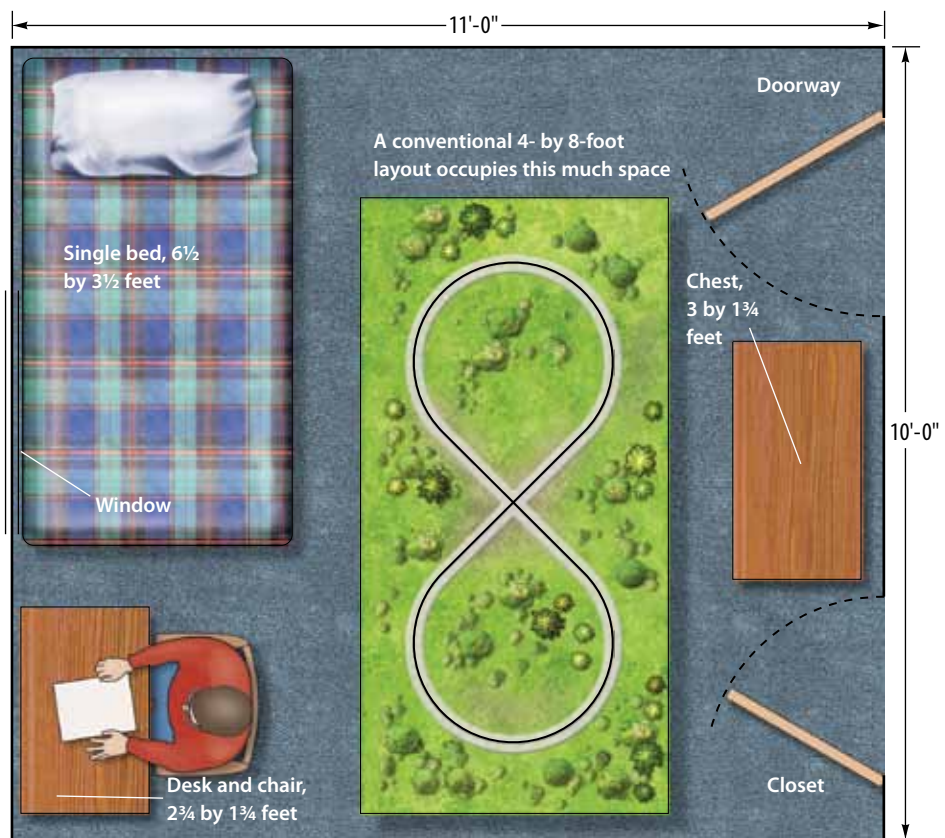 11'-0"
Doorway
A conventional 4- by 8-foot
layout occupies this much space
Single bed, 6½
by 3½ feet
Chest,
3 by 1¾
feet
10'-0"
Window
Desk and chair,
2¾ by 1¾ feet
Closet